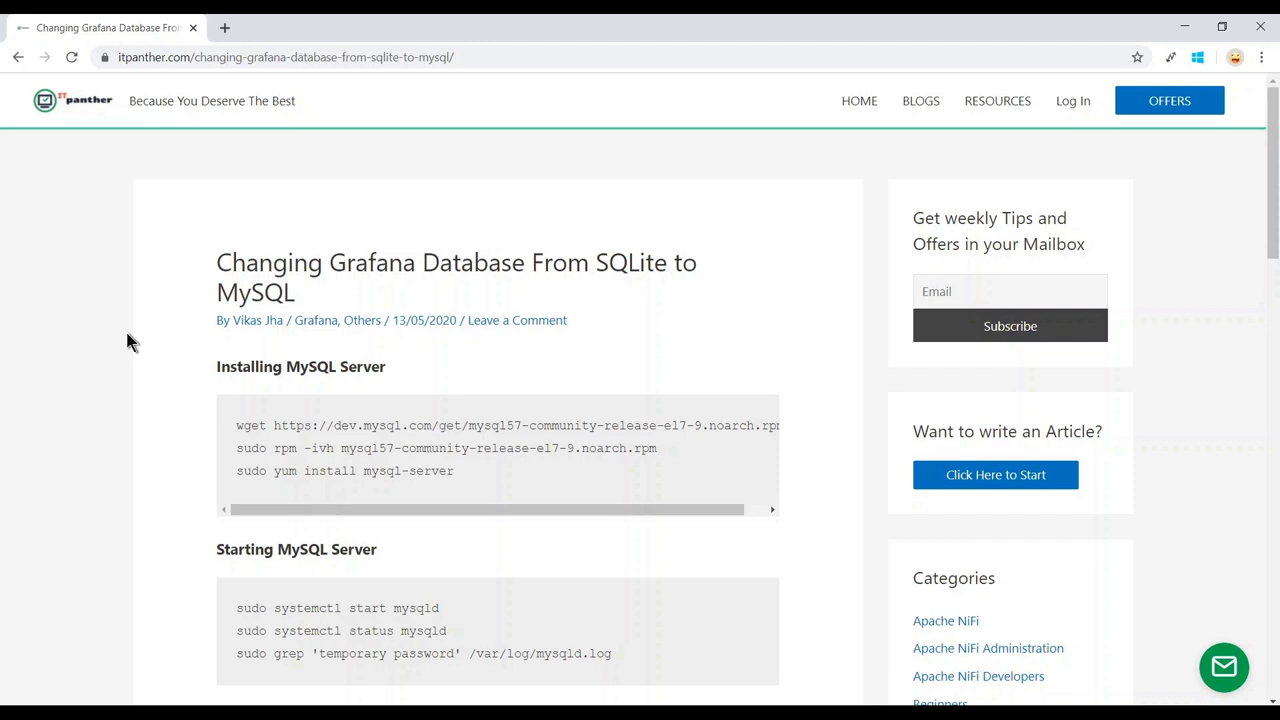 Changing Grafana Database Fron
itpanther.com/changing-grafana-database-from-sqlite-to-mysql/
ITpanther
Because You Deserve The Best
HOME
BLOGS
RESOURCES
Log In
OFFERS
Changing Grafana Database From SQLite to
MySQL
By Vikas Jha / Grafana, Others / 13/05/2020 / Leave a Comment
Installing MySQL Server
wget https://dev.mysql.com/get/mysql57-community-release-el7-9.noarch.rpm
sudo rpm -ivh mysql57-community-release-el7-9.noarch.rpm
sudo yum install mysql-server
Starting MySQL Server
sudo systemctl start mysqld
sudo systemctl status mysqld
sudo grep 'temporary password' /var/log/mysqld.log
Get weekly Tips and
Offers in your Mailbox
Email
Subscribe
Want to write an Article?
Click Here to Start
Categories
Apache NiFi
Apache NiFi Administration
Apache NiFi Developers
Beginners